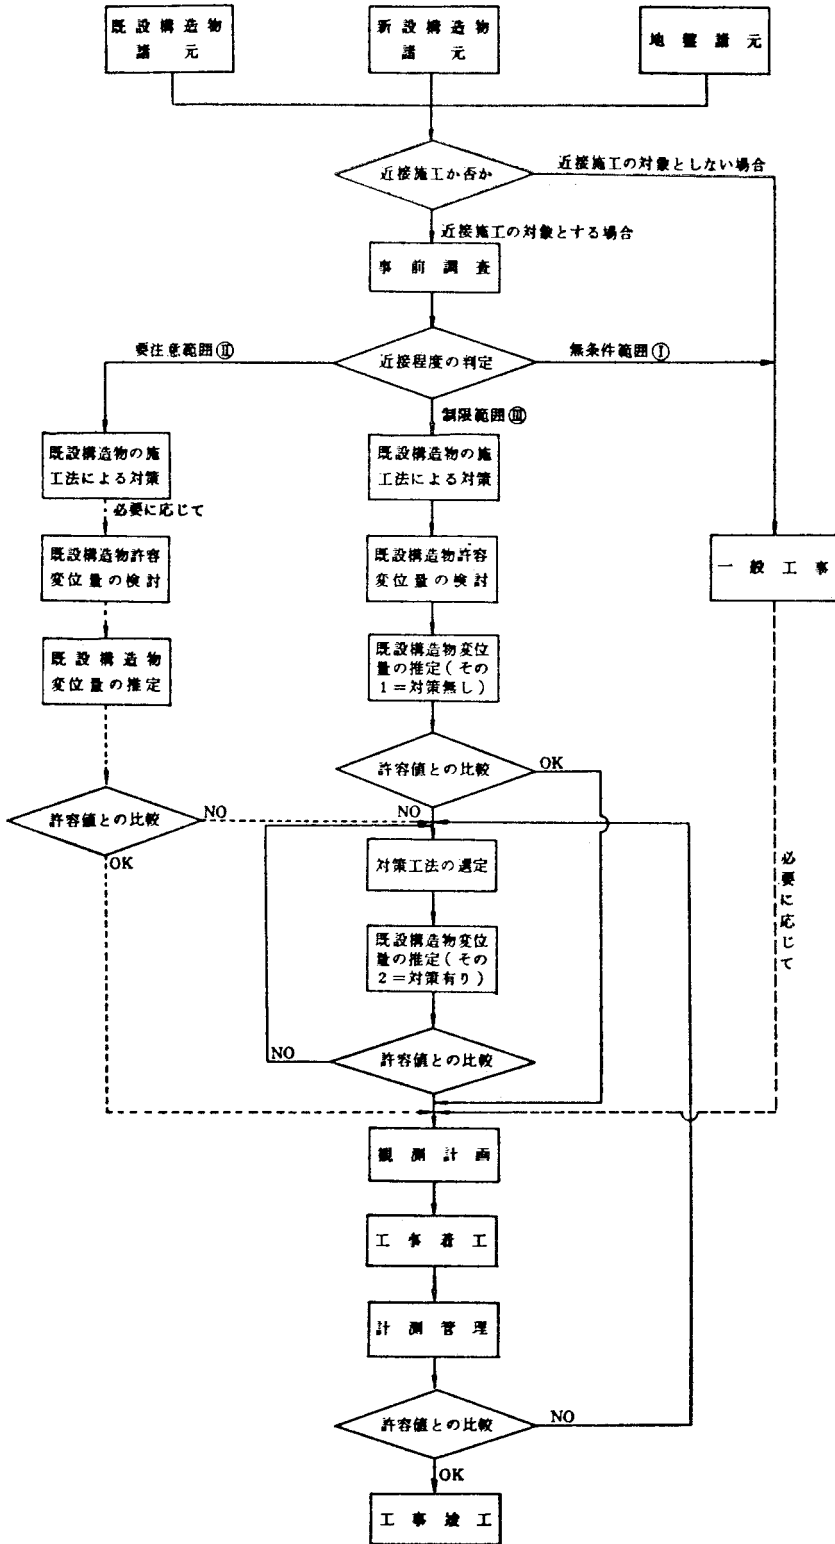 既設構造物
諸元
新設構造物
諸元
地盤諸元
近接施工か否か
近接施工の対象としない場合
近接施工の対象とする場合
事前調査
要注意範囲Ⅱ
近接程度の判定
無条件範囲Ⅰ
制限範囲Ⅲ
既設構造物の施
工法による対策
既設構造物の施
工法による対策
必要に応じて
既設構造物許容
変位量の検討
既設構造物許容
変位量の検討
一般工事
既設構造物
変位量の推定
既設構造物変位
量の推定(その
1=対策無し)
許容値との比較
OK
許容値との比較
NO
NO
OK
対策工法の選定
必要に応じて
既設構造物変位
量の推定(その
2=対策有り)
NO
許容値との比較
観測計画
工事着工
計測管理
許容値との比較
NO
OK
工事竣工